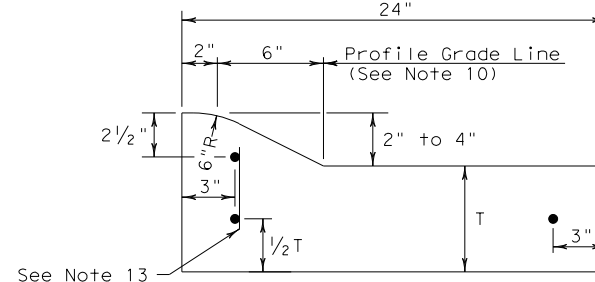 24"
2" 6" Profile Grade Line
(See Note 10)
2½" 6"R 2" to 4"
3"
T
½T 3"
See Note 13